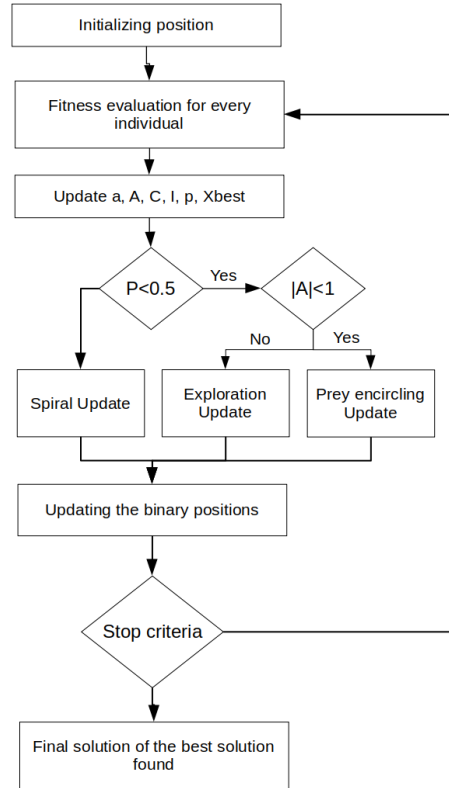 Initializing position
Fitness evaluation for every
individual
Update a, A, C, I, p, Xbest
P<0.5
Yes
|A|<1
No
Yes
Spiral Update
Exploration
Update
Prey encircling
Update
Updating the binary positions
Stop criteria
Final solution of the best solution
found